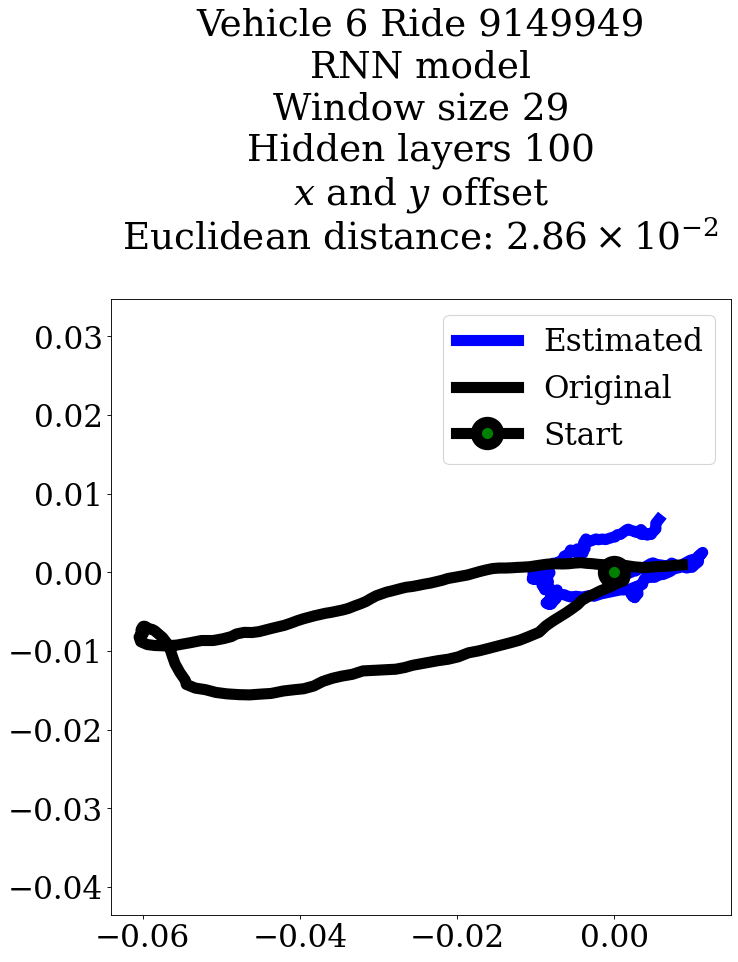 Vehicle 6 Ride 9149949
RNN model
Window size 29
Hidden layers 100
x and y offset
Euclidean distance: 2.86 × 10⁻²
Estimated
Original
Start
0.03
0.02
0.01
0.00
−0.01
−0.02
−0.03
−0.04
−0.06 −0.04 −0.02 0.00